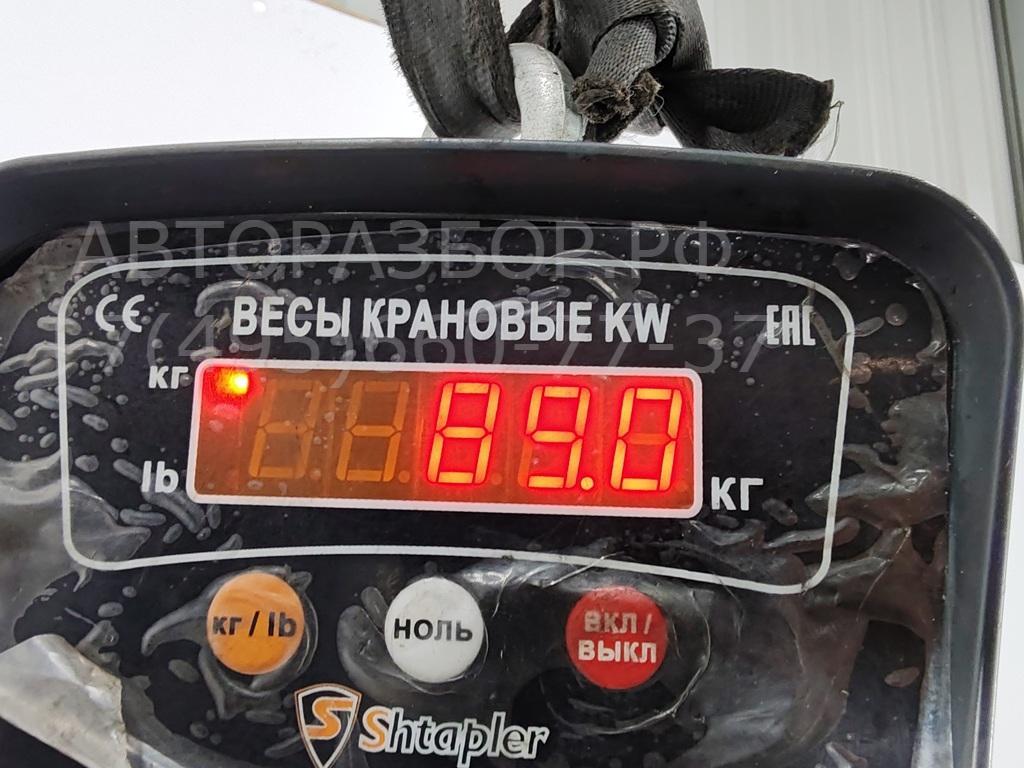 АВТОРАЗБОР.РФ
CE ВЕСЫ КРАНОВЫЕ KW EAC
(495)660-77-37
кг
89.0 КГ
lb
кг / lb НОЛЬ ВКЛ /
ВЫКЛ
S Shtapler